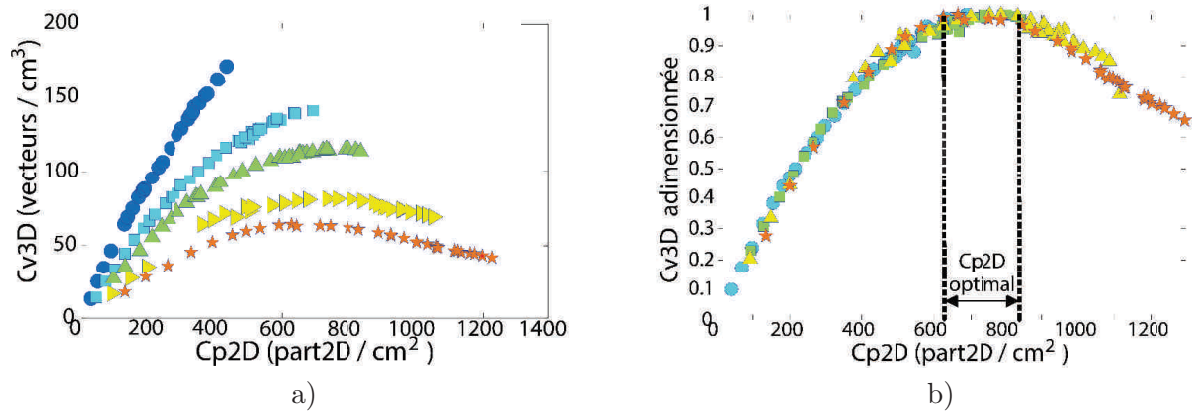 200
150
100
50
0
Cv3D (vecteurs / cm³)
0 200 400 600 800 1000 1200 1400
Cp2D (part2D / cm²)
a)
1
0.9
0.8
0.7
0.6
0.5
0.4
0.3
0.2
0.1
0
Cv3D adimensionnée
Cp2D
optimal
0 200 400 600 800 1000 1200
Cp2D (part2D / cm²)
b)